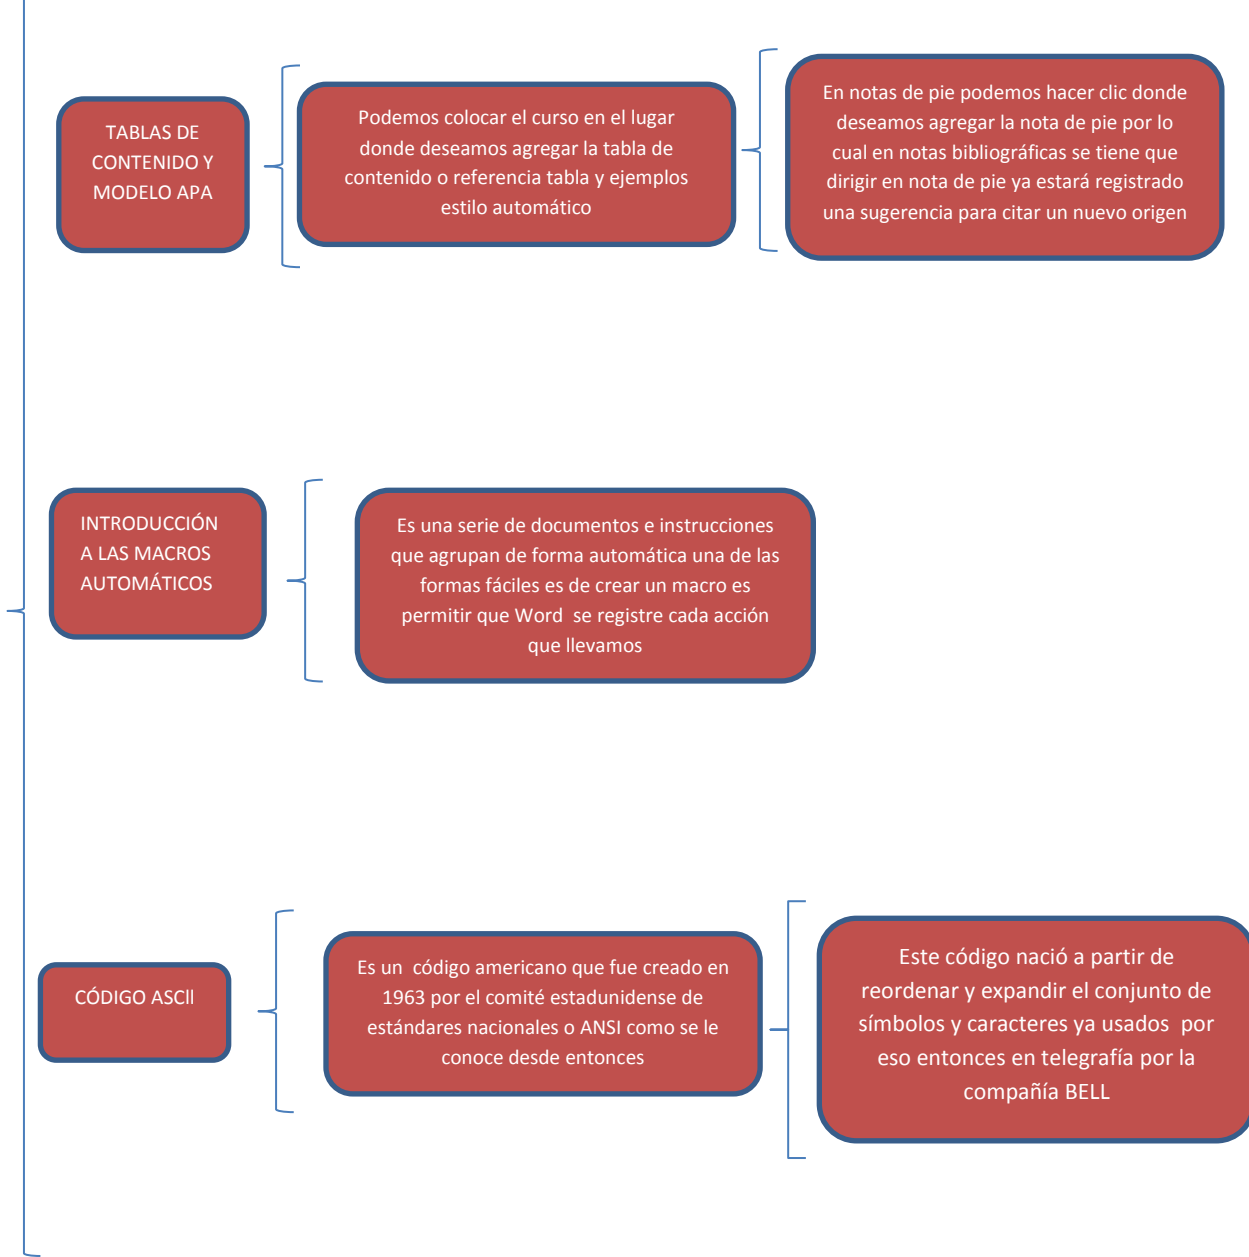 TABLAS DE
CONTENIDO Y
MODELO APA
Podemos colocar el curso en el lugar
donde deseamos agregar la tabla de
contenido o referencia tabla y ejemplos
estilo automático
En notas de pie podemos hacer clic donde
deseamos agregar la nota de pie por lo
cual en notas bibliográficas se tiene que
dirigir en nota de pie ya estará registrado
una sugerencia para citar un nuevo origen
INTRODUCCIÓN
A LAS MACROS
AUTOMÁTICOS
Es una serie de documentos e instrucciones
que agrupan de forma automática una de las
formas fáciles es de crear un macro es
permitir que Word  se registre cada acción
que llevamos
CÓDIGO ASCll
Es un  código americano que fue creado en
1963 por el comité estadunidense de
estándares nacionales o ANSI como se le
conoce desde entonces
Este código nació a partir de
reordenar y expandir el conjunto de
símbolos y caracteres ya usados  por
eso entonces en telegrafía por la
compañía BELL